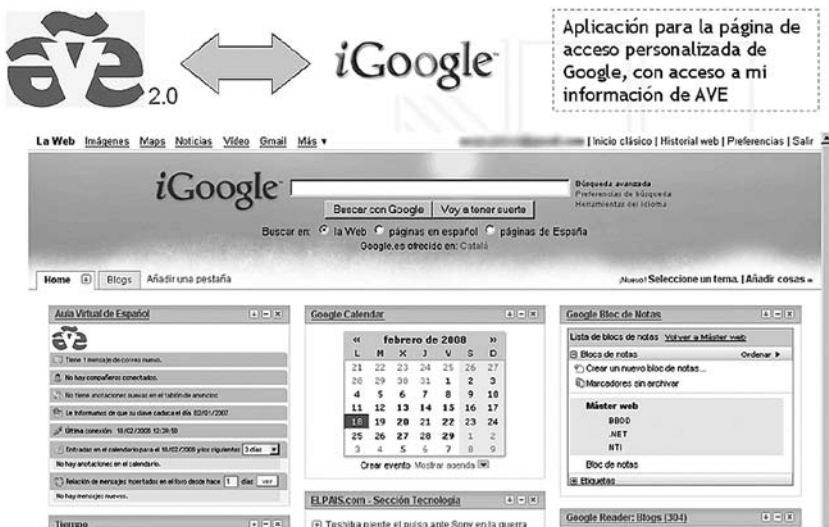 ave 2.0
iGoogle™
Aplicación para la página de
acceso personalizada de
Google, con acceso a mi
información de AVE
La Web Imágenes Maps Noticias Vídeo Gmail Más ▼
| Inicio clásico | Historial web | Preferencias | Salir
iGoogle™
Búsqueda avanzada
Preferencias de búsqueda
Herramientas del idioma
Buscar con Google Voy a tener suerte
Buscar en: la Web páginas en español páginas de España
Google.es ofrecido en: Català
Home Blogs Añadir una pestaña
¡Nuevo! Seleccione un tema. | Añadir cosas »
Aula Virtual de Español
ave
Tiene 1 mensaje de correo nuevo.
No hay compañeros conectados.
No tiene anotaciones nuevas en el tablón de anuncios
Le informamos de que su clave caduca el día 02/01/2007
Última conexión: 18/02/2008 12:39:58
Entradas en el calendario para el 18/02/2008 y los siguientes 3 días
No hay anotaciones en el calendario.
Relación de mensajes insertados en el foro desde hace 1 días ver
No hay mensajes nuevos.
Tiempo
Google Calendar
« febrero de 2008 »
L M X J V S D
21 22 23 24 25 26 27
28 29 30 31 1 2 3
4 5 6 7 8 9 10
11 12 13 14 15 16 17
18 19 20 21 22 23 24
25 26 27 28 29 1 2
3 4 5 6 7 8 9
Crear evento Mostrar agenda
ELPAIS.com - Sección Tecnología
Toshiba pierde el pulso ante Sony en la guerra
Google Bloc de Notas
Lista de blocs de notas Volver a Máster web
Blocs de notas Ordenar
Crear un nuevo bloc de notas...
Marcadores sin archivar
Máster web
BBDD
.NET
NTI
Bloc de notas
Etiquetas
Google Reader: Blogs (304)